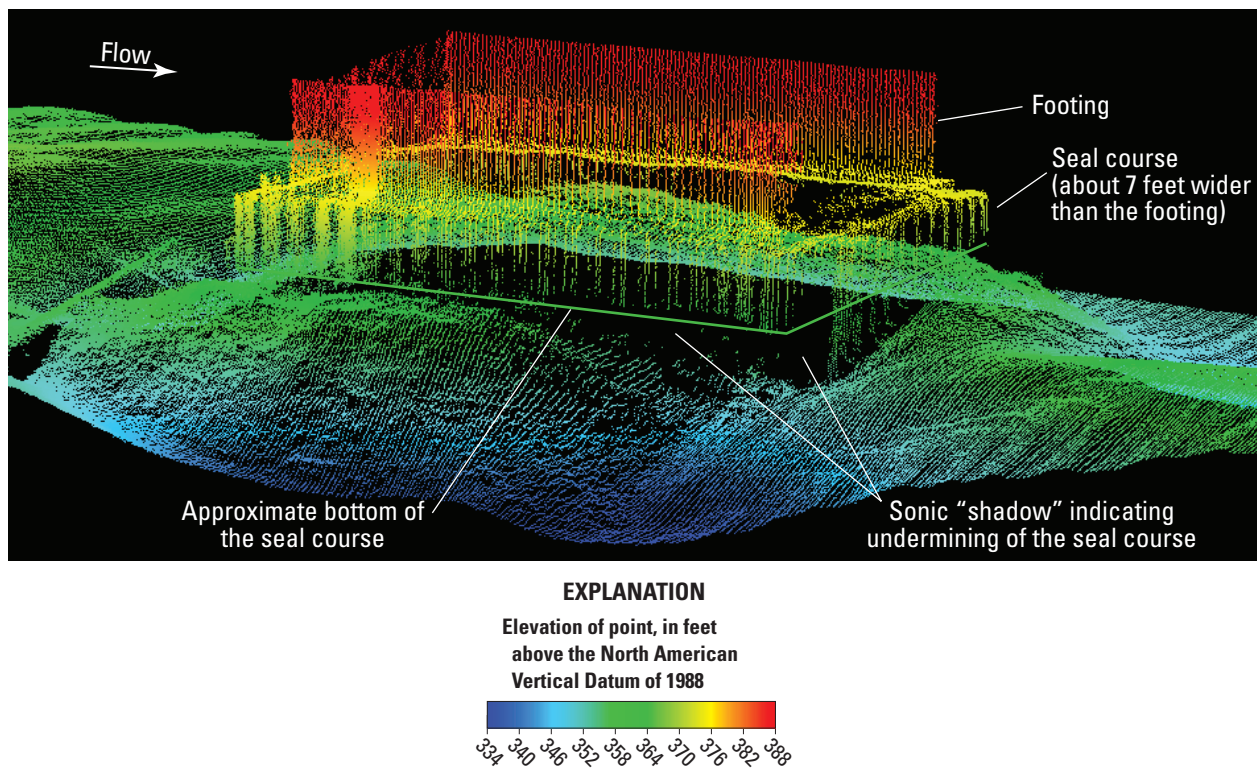 Flow
Footing
Seal course
(about 7 feet wider
than the footing)
Approximate bottom of
the seal course
Sonic “shadow” indicating
undermining of the seal course
EXPLANATION
Elevation of point, in feet
above the North American
Vertical Datum of 1988
334 340 346 352 358 364 370 376 382 388